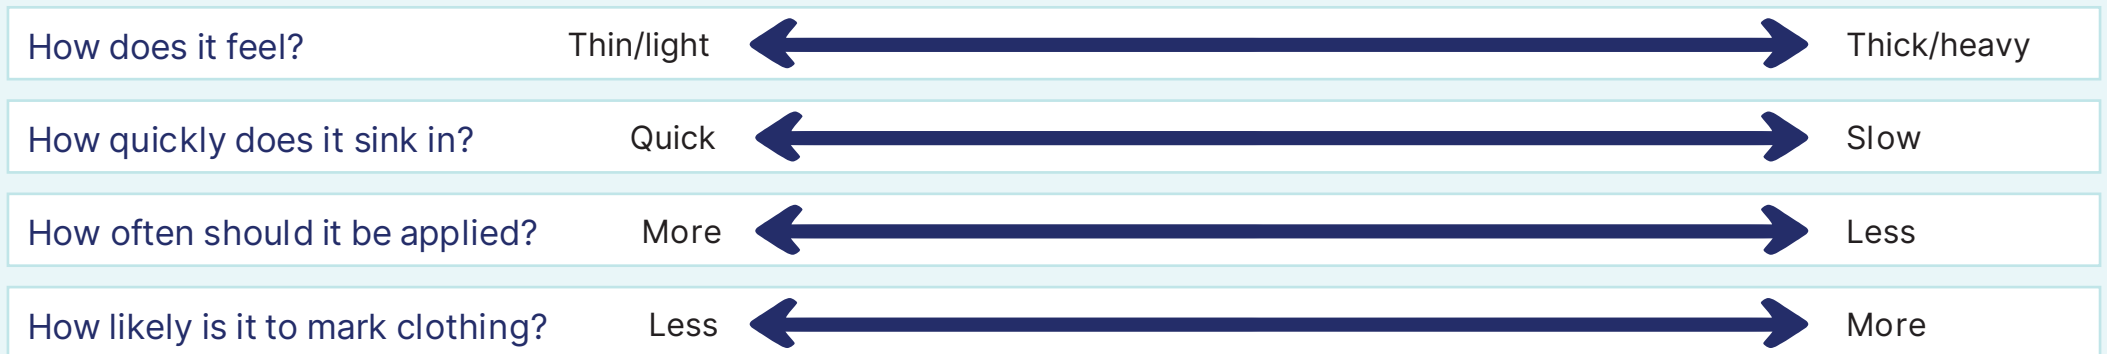 How does it feel? Thin/light Thick/heavy
How quickly does it sink in? Quick Slow
How often should it be applied? More Less
How likely is it to mark clothing? Less More